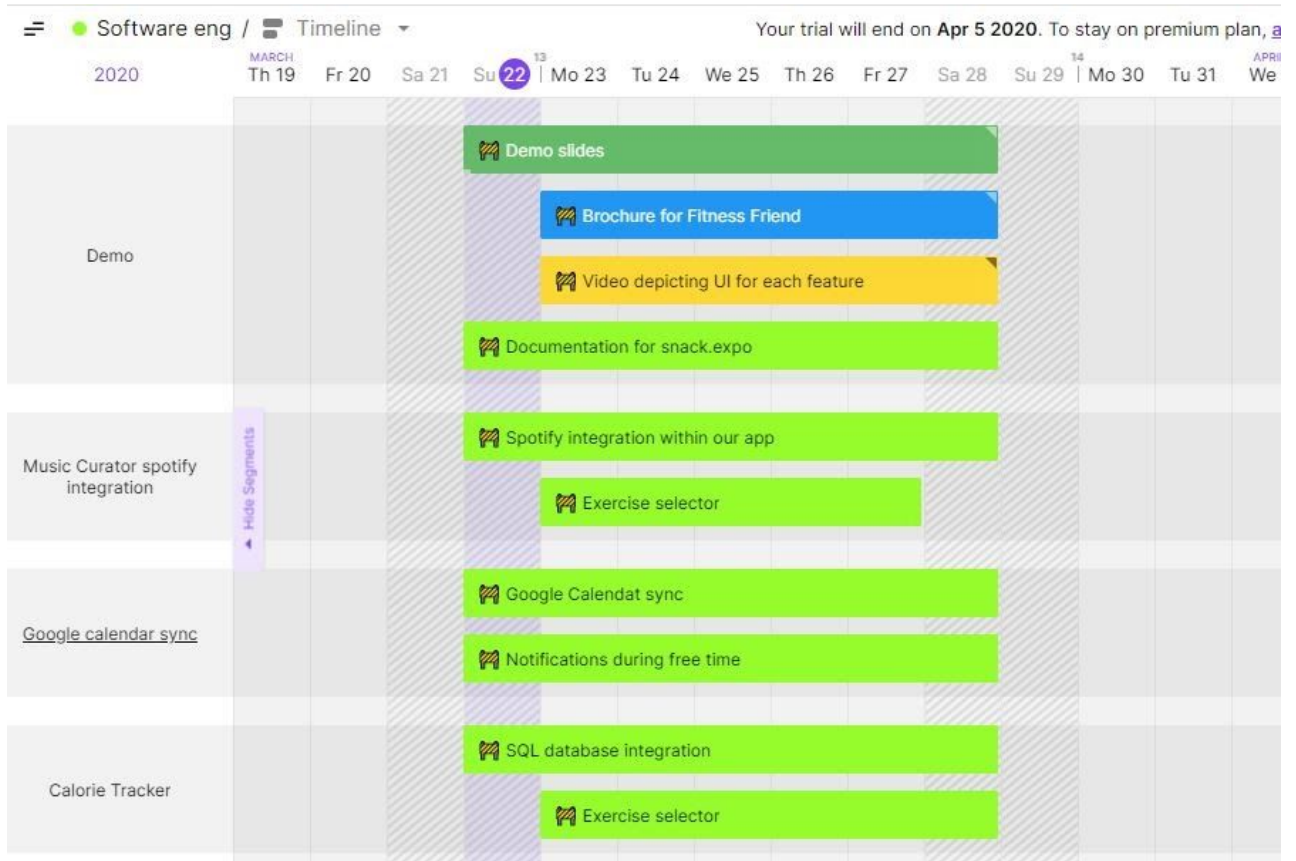 Software eng / Timeline
Your trial will end on Apr 5 2020. To stay on premium plan, a
2020
MARCH
13
14
APRI
Th 19 Fr 20 Sa 21 Su 22 Mo 23 Tu 24 We 25 Th 26 Fr 27 Sa 28 Su 29 Mo 30 Tu 31 We
Demo
Demo slides
Brochure for Fitness Friend
Video depicting UI for each feature
Documentation for snack.expo
Hide Segments
Music Curator spotify
integration
Spotify integration within our app
Exercise selector
Google calendar sync
Google Calendat sync
Notifications during free time
Calorie Tracker
SQL database integration
Exercise selector